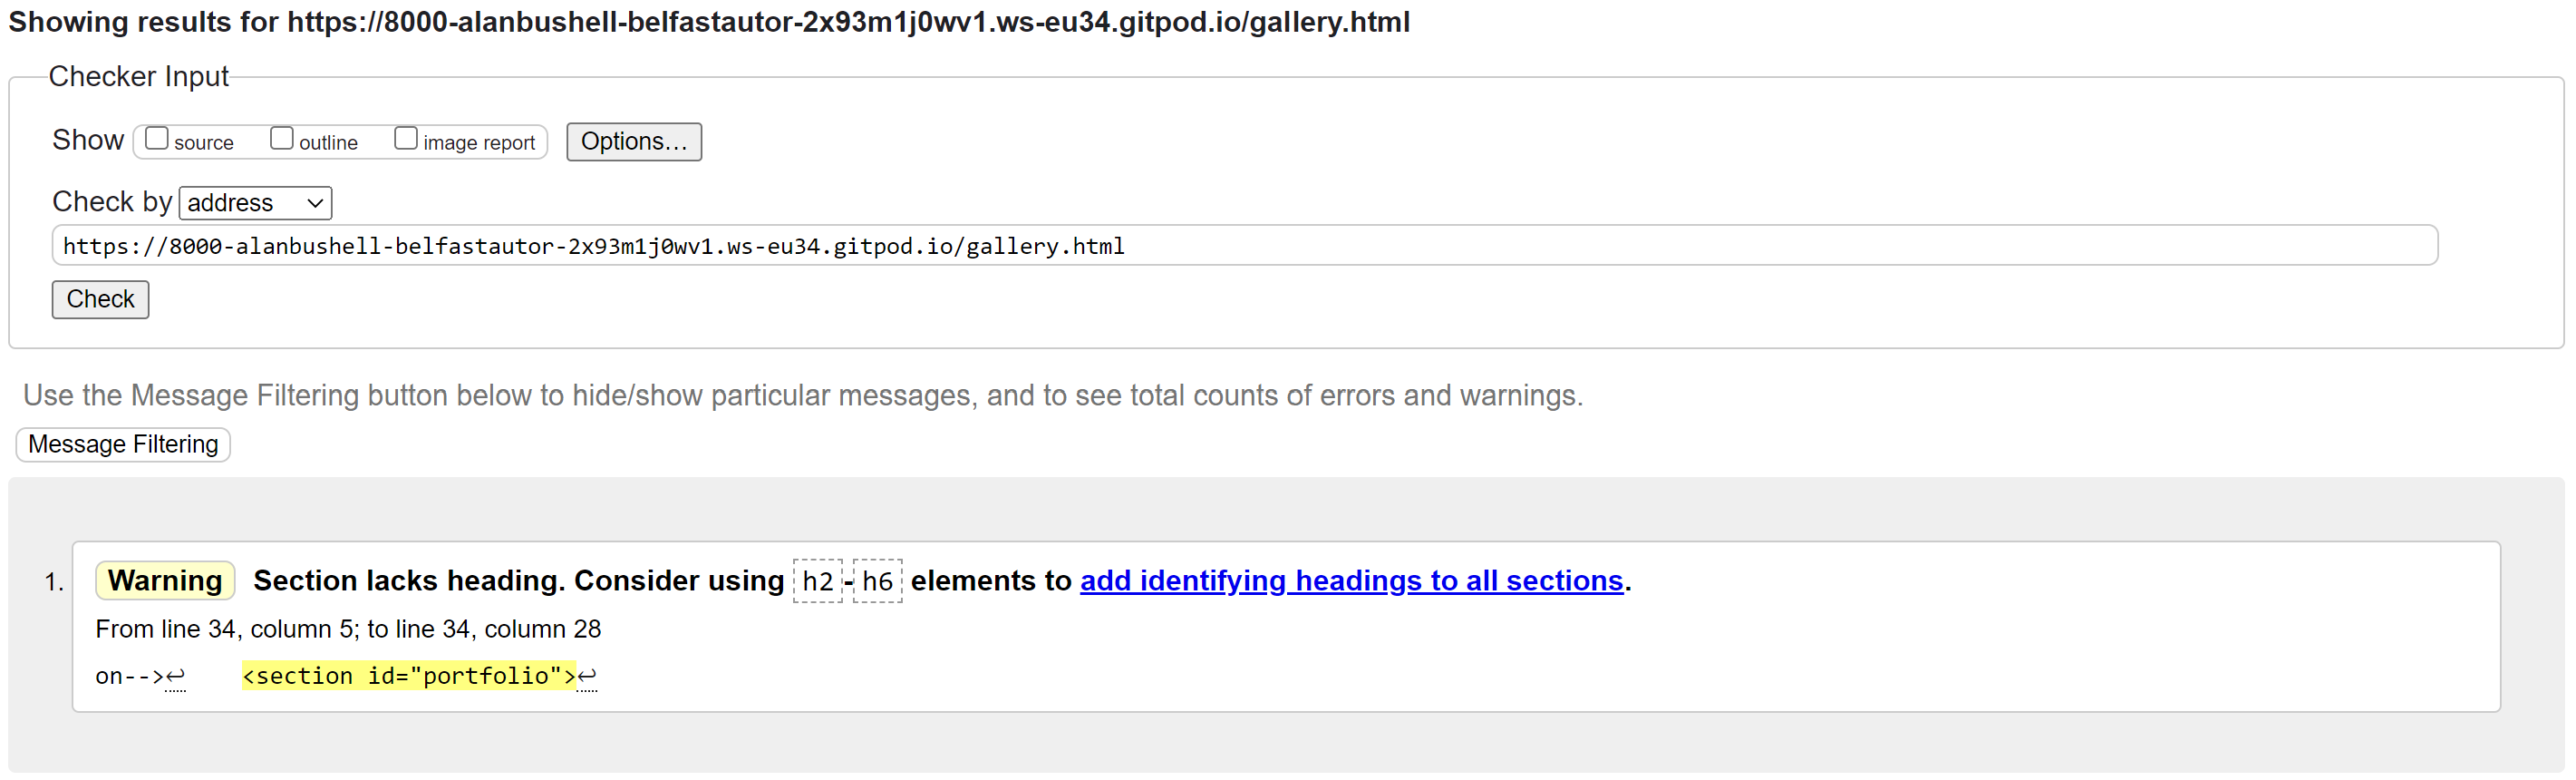 Showing results for https://8000-alanbushell-belfastautor-2x93m1j0wv1.ws-eu34.gitpod.io/gallery.html
Checker Input
Show source outline image report Options...
Check by address
https://8000-alanbushell-belfastautor-2x93m1j0wv1.ws-eu34.gitpod.io/gallery.html
Check
Use the Message Filtering button below to hide/show particular messages, and to see total counts of errors and warnings.
Message Filtering
1. Warning Section lacks heading. Consider using h2-h6 elements to add identifying headings to all sections.
From line 34, column 5; to line 34, column 28
on-->↩ <section id="portfolio">↩